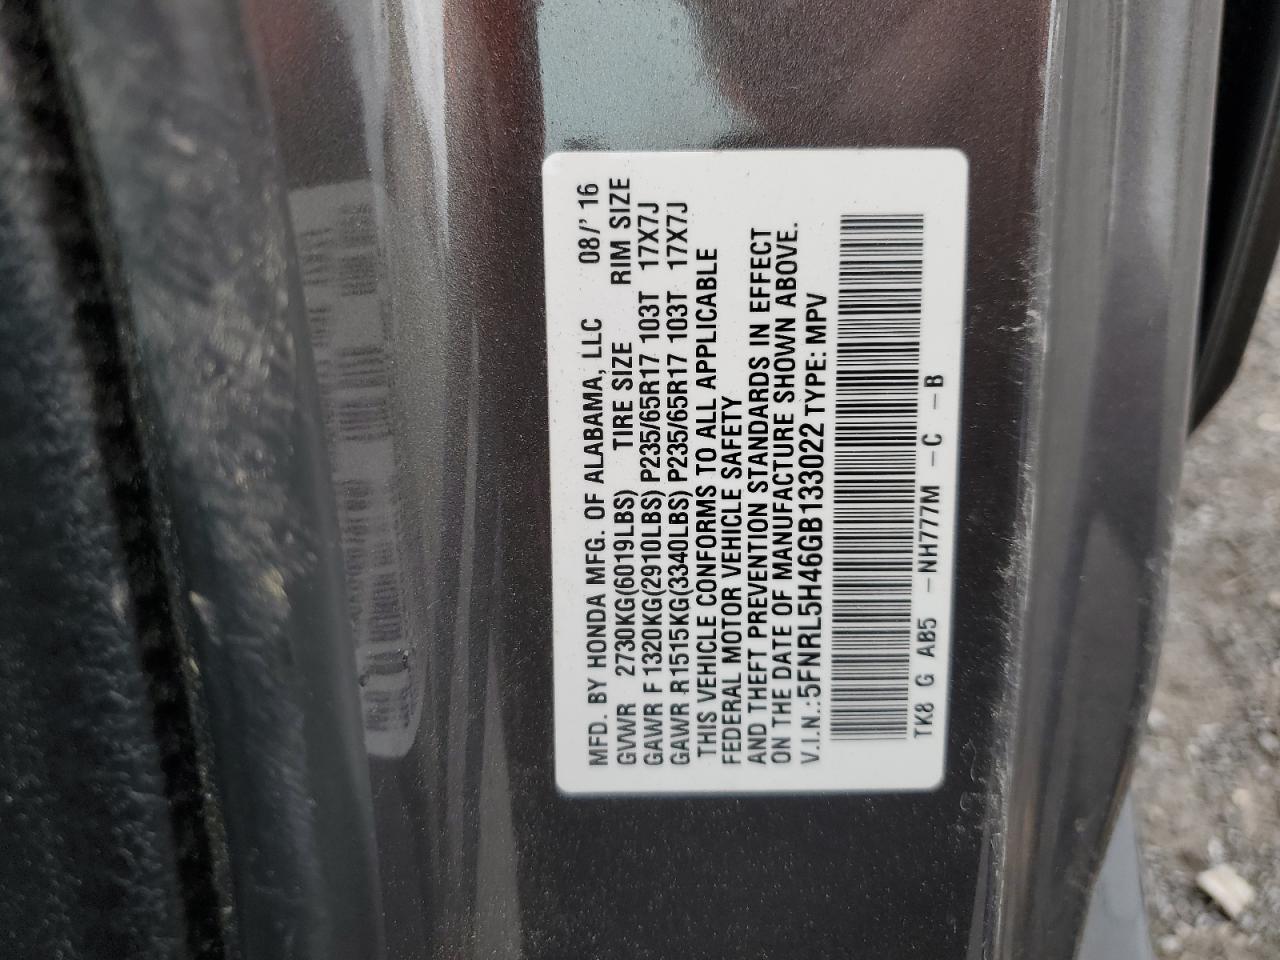 MFD. BY HONDA MFG. OF ALABAMA, LLC 08/'16
GVWR 2730KG(6019LBS) TIRE SIZE RIM SIZE
GAWR F 1320KG(2910LBS) P235/65R17 103T 17X7J
GAWR R 1515KG(3340LBS) P235/65R17 103T 17X7J
THIS VEHICLE CONFORMS TO ALL APPLICABLE
FEDERAL MOTOR VEHICLE SAFETY
AND THEFT PREVENTION STANDARDS IN EFFECT
ON THE DATE OF MANUFACTURE SHOWN ABOVE.
V.I.N.:5FNRL5H46GB133022 TYPE: MPV
TK8 G AB5 -NH777M -C -B